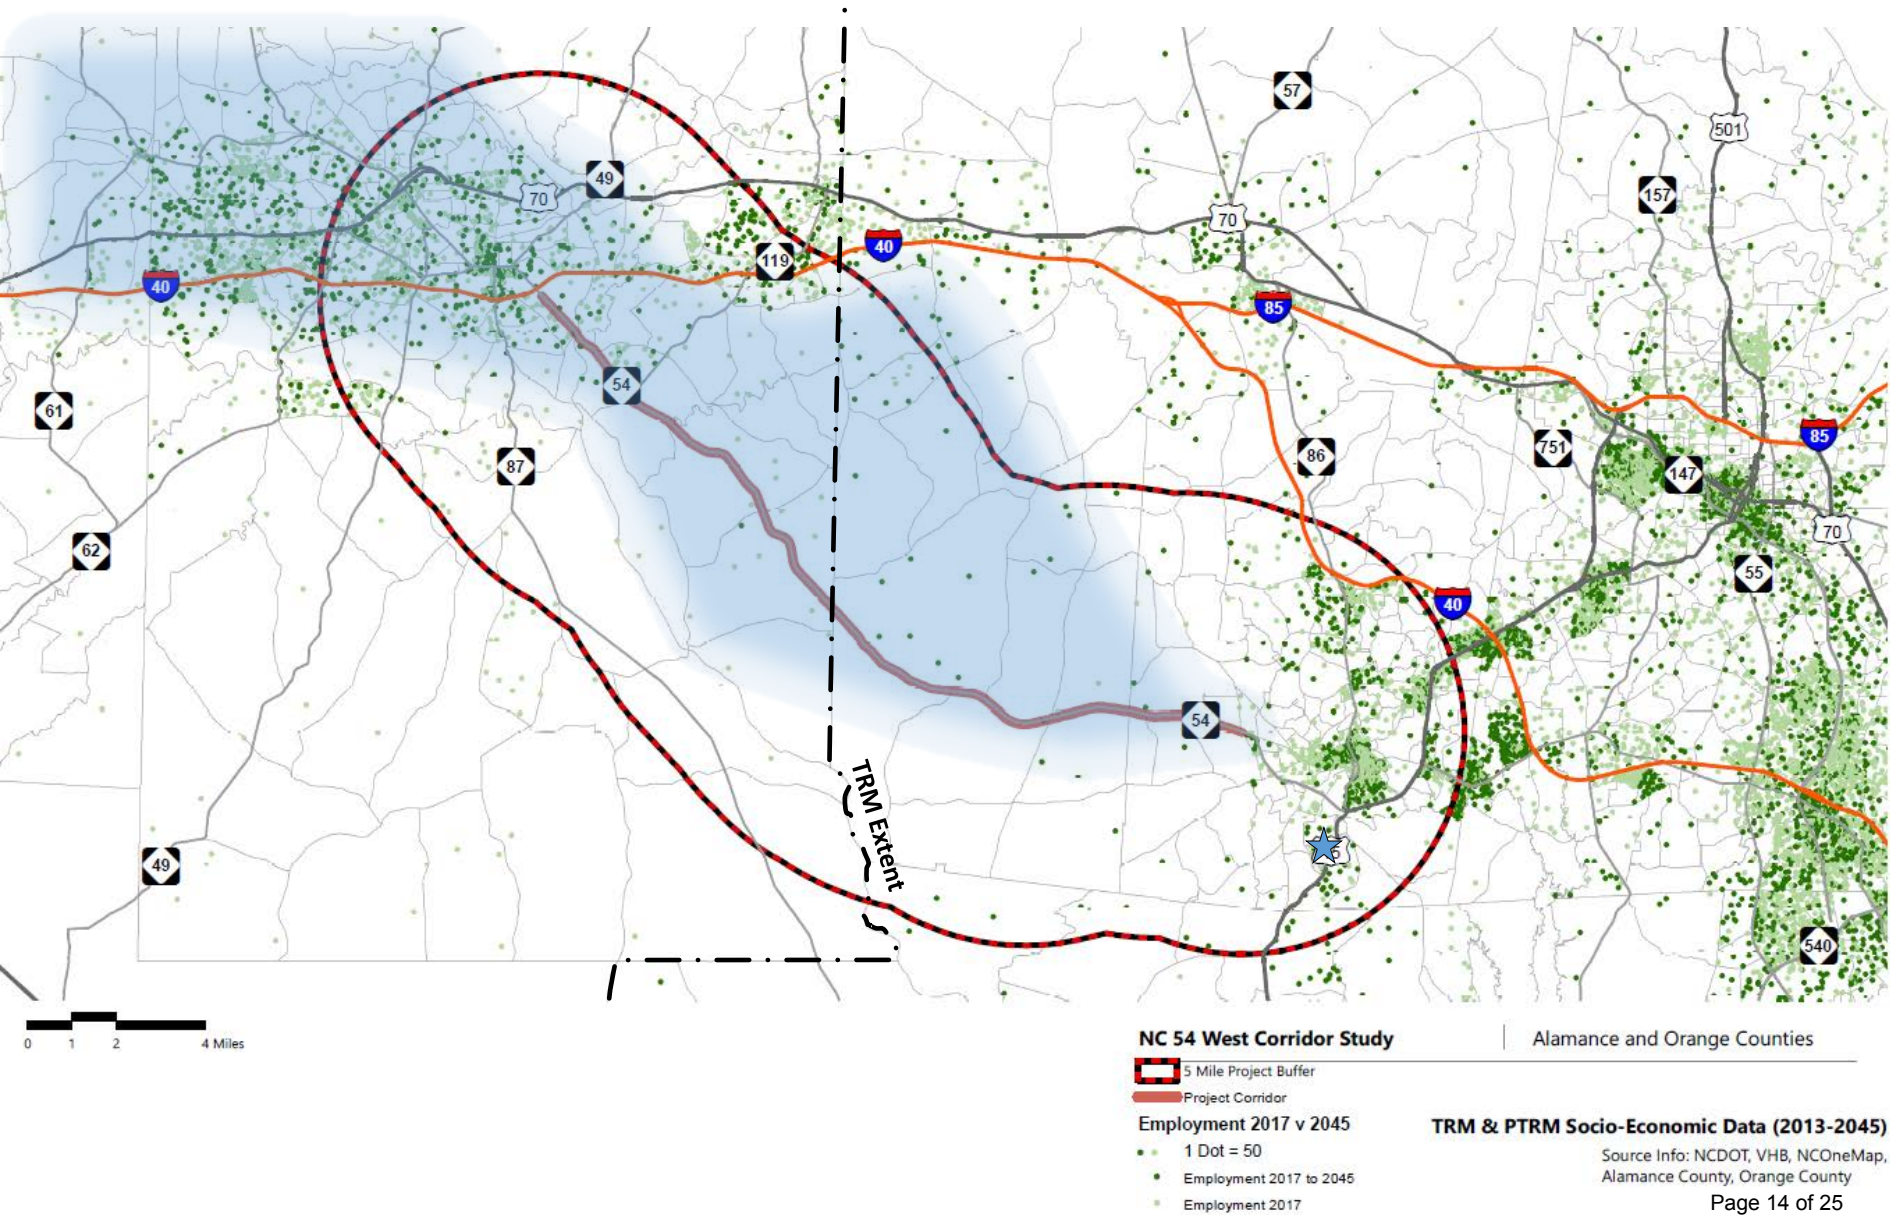 57
501
157
49
70
70
40
119
40
85
54
61
86
751
85
87
147
62
70
55
40
54
TRM Extent
49
540
0 1 2 4 Miles
NC 54 West Corridor Study
Alamance and Orange Counties
5 Mile Project Buffer
Project Corridor
Employment 2017 v 2045
TRM & PTRM Socio-Economic Data (2013-2045)
1 Dot = 50
Source Info: NCDOT, VHB, NCOneMap,
Employment 2017 to 2045
Alamance County, Orange County
Employment 2017
Page 14 of 25